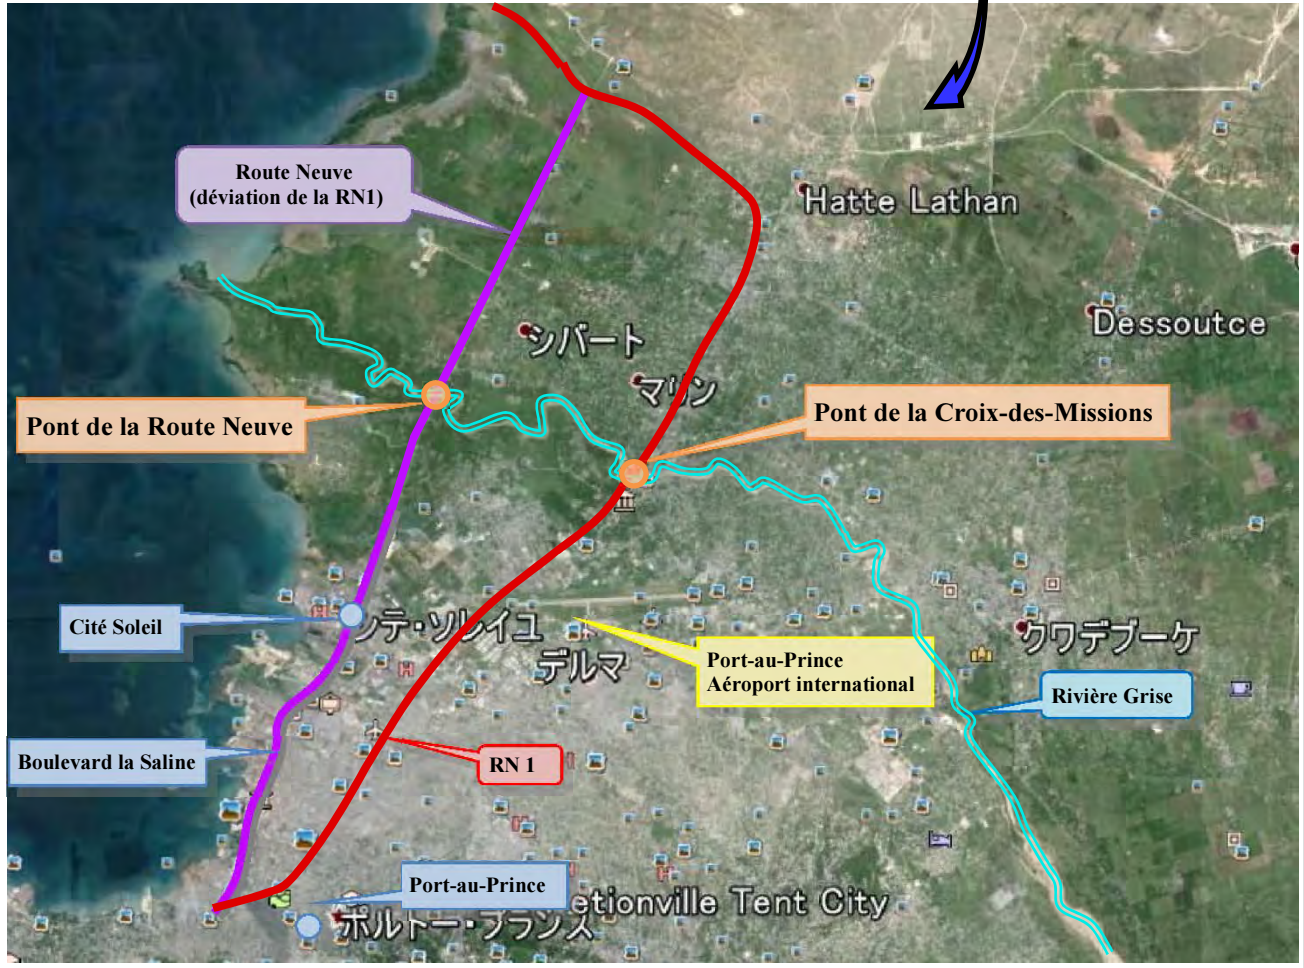 Route Neuve
(déviation de la RN1)
Hatte Lathan
Dessoutce
シバート
マリン
Pont de la Route Neuve
Pont de la Croix-des-Missions
Cité Soleil
ンテ・ソレイユ
デルマ
クワデブーケ
Port-au-Prince
Aéroport international
Rivière Grise
Boulevard la Saline
RN 1
Port-au-Prince
etionville Tent City
ポルトー・プランス